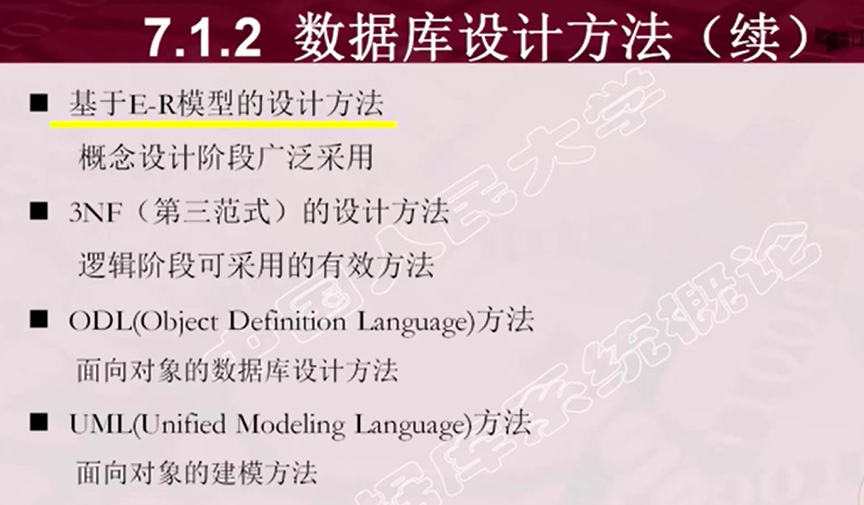 7.1.2 数据库设计方法（续）
■ 基于E-R模型的设计方法
概念设计阶段广泛采用
■ 3NF（第三范式）的设计方法
逻辑阶段可采用的有效方法
■ ODL(Object Definition Language)方法
面向对象的数据库设计方法
■ UML(Unified Modeling Language)方法
面向对象的建模方法
中国人民大学
据库系统概论